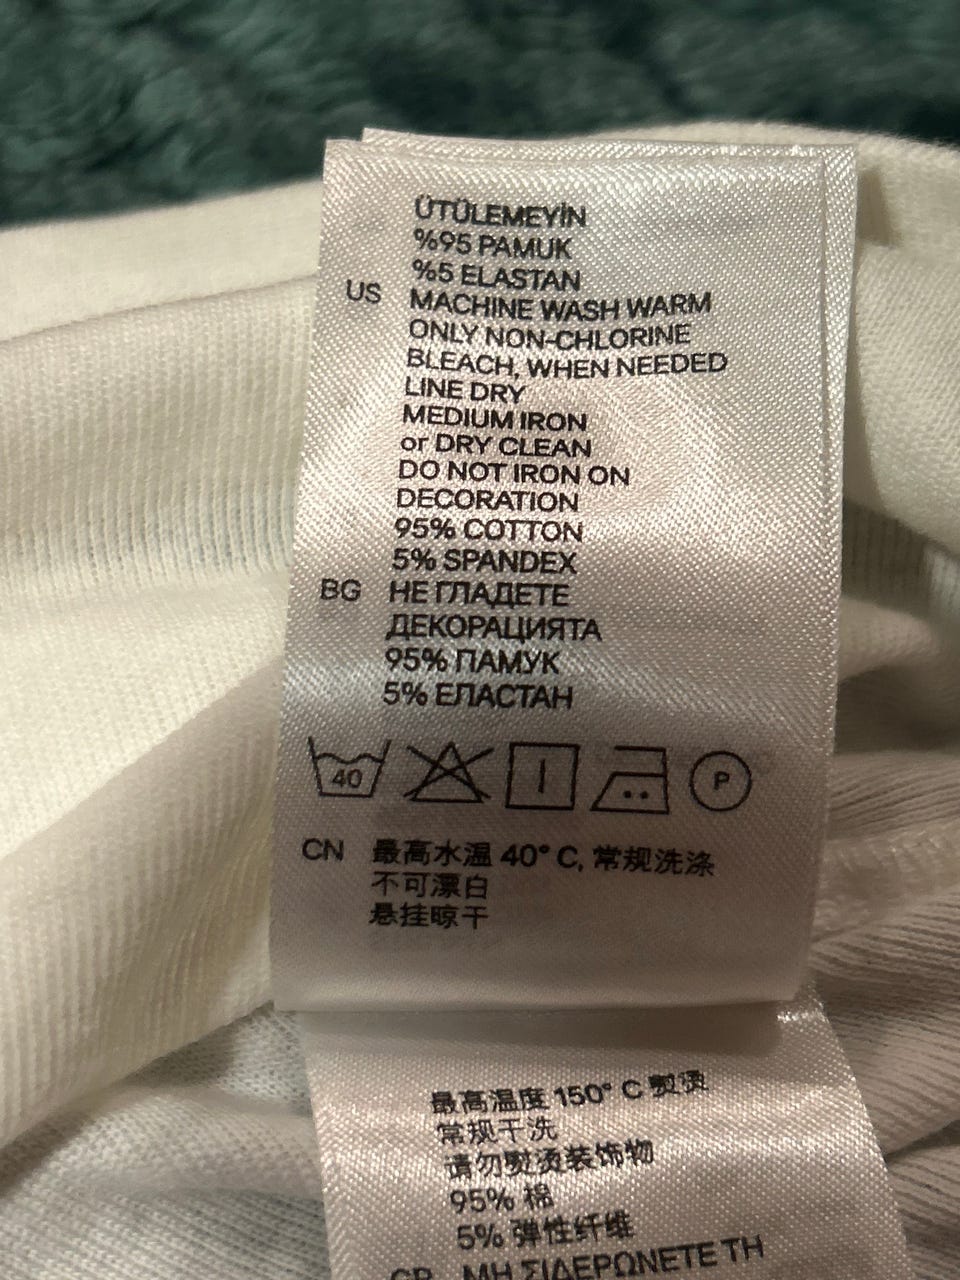 ÜTÜLEMEYİN
%95 PAMUK
%5 ELASTAN
US MACHINE WASH WARM
ONLY NON-CHLORINE
BLEACH, WHEN NEEDED
LINE DRY
MEDIUM IRON
or DRY CLEAN
DO NOT IRON ON
DECORATION
95% COTTON
5% SPANDEX
BG НЕ ГЛАДЕТЕ
ДЕКОРАЦИЯТА
95% ПАМУК
5% ЕЛАСТАН
40 P
CN 最高水温 40° C, 常规洗涤
不可漂白
悬挂晾干
最高温度 150° C 熨烫
常规干洗
请勿熨烫装饰物
95% 棉
5% 弹性纤维
GR ΜΗ ΣΙΔΕΡΩΝΕΤΕ ΤΗ